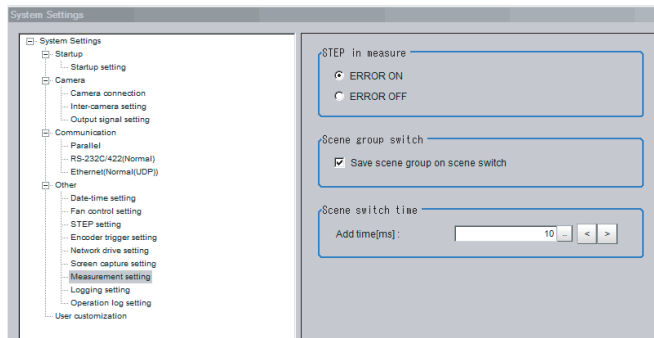 System Settings
System Settings
Startup
Startup setting
Camera
Camera connection
Inter-camera setting
Output signal setting
Communication
Parallel
RS-232C/422(Normal)
Ethernet(Normal(UDP))
Other
Date-time setting
Fan control setting
STEP setting
Encoder trigger setting
Network drive setting
Screen capture setting
Measurement setting
Logging setting
Operation log setting
User customization
STEP in measure
ERROR ON
ERROR OFF
Scene group switch
Save scene group on scene switch
Scene switch time
Add time[ms] : 10 .. < >